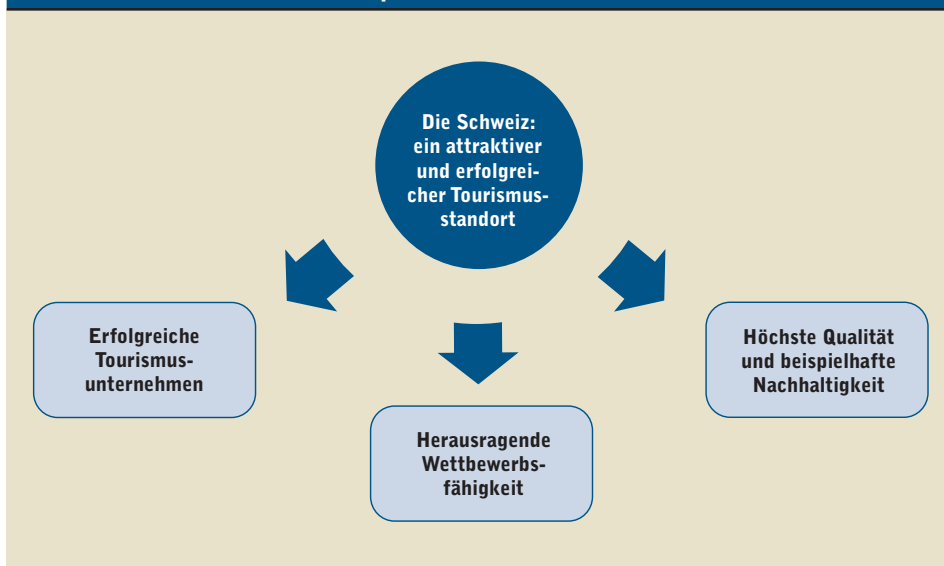 Die Schweiz:
ein attraktiver
und erfolgrei-
cher Tourismus-
standort
Erfolgreiche
Tourismus-
unternehmen
Herausragende
Wettbewerbs-
fähigkeit
Höchste Qualität
und beispielhafte
Nachhaltigkeit